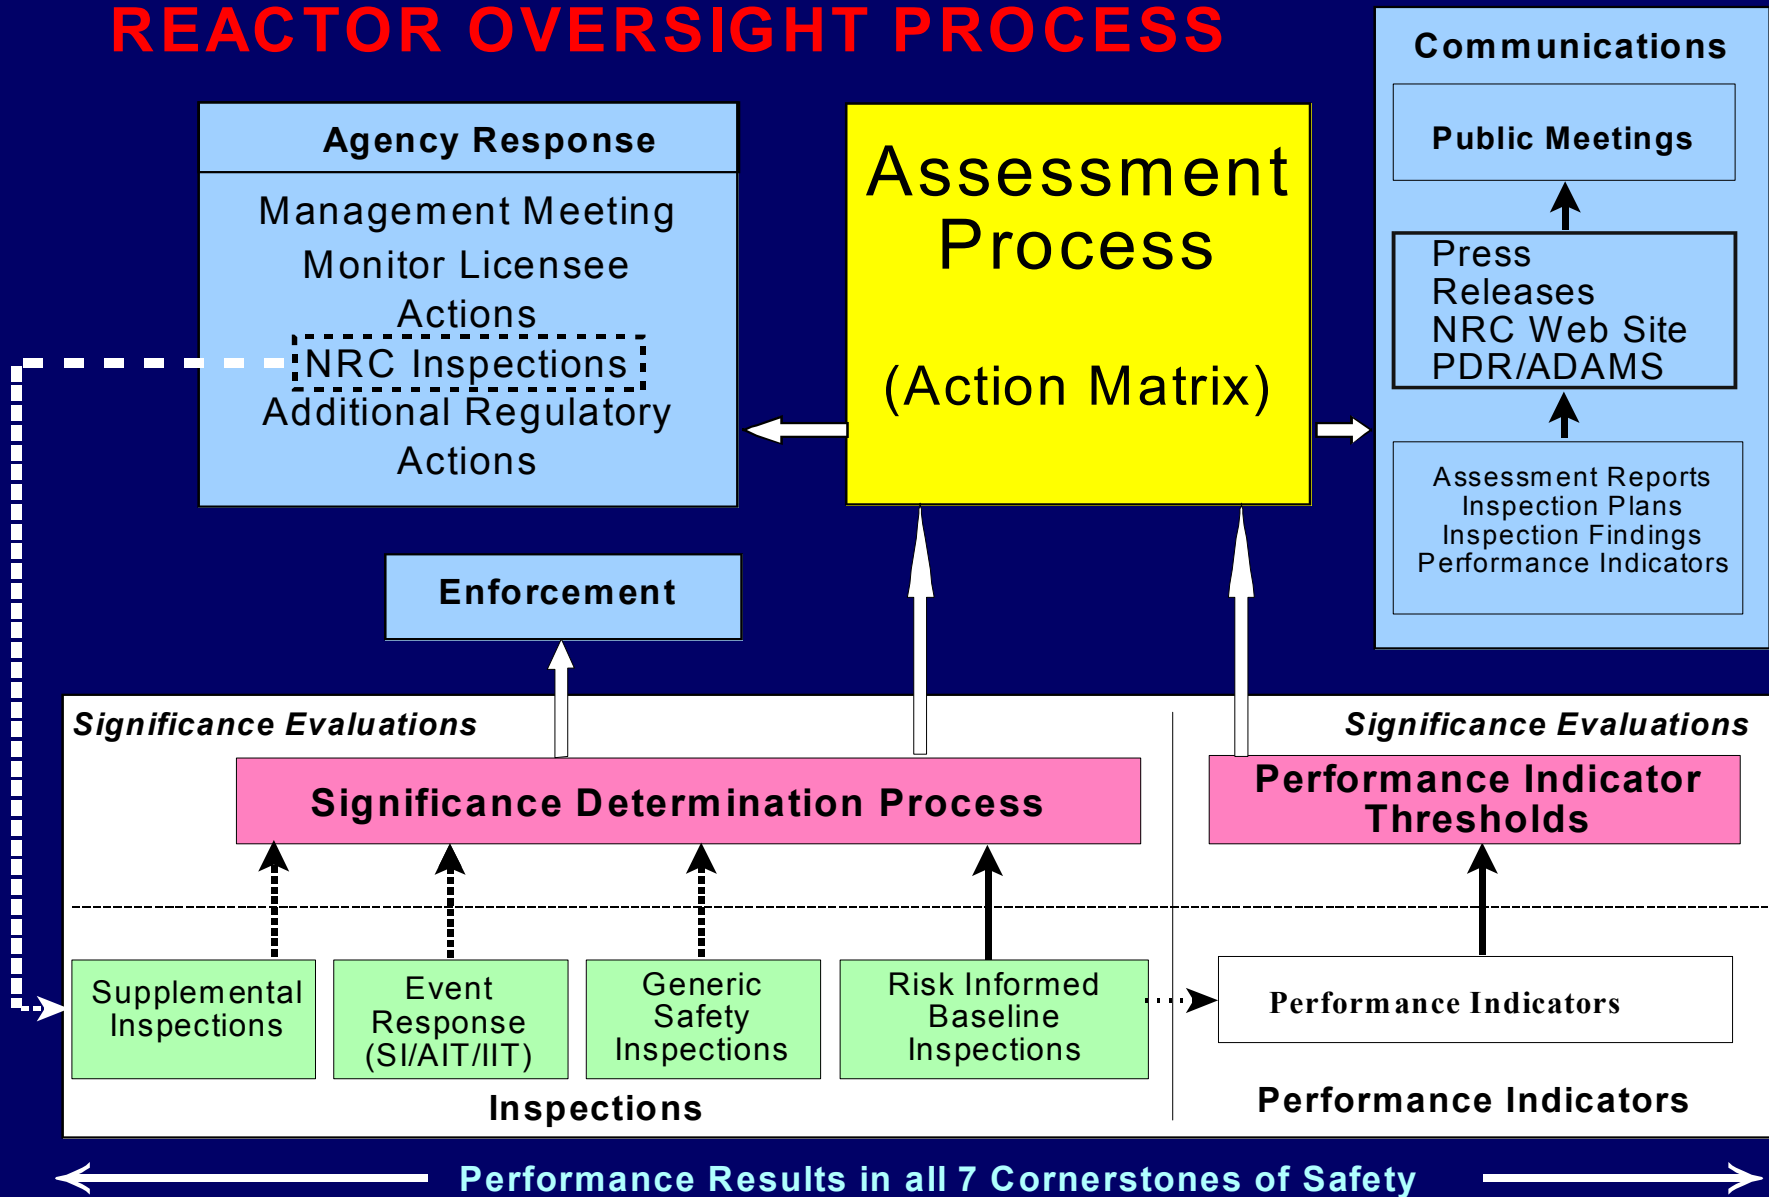 REACTOR OVERSIGHT PROCESS
Agency Response
Management Meeting
Monitor Licensee
Actions
NRC Inspections
Additional Regulatory
Actions
Assessment
Process
(Action Matrix)
Communications
Public Meetings
Press
Releases
NRC Web Site
PDR/ADAMS
Assessment Reports
Inspection Plans
Inspection Findings
Performance Indicators
Enforcement
Significance Evaluations
Significance Determination Process
Significance Evaluations
Performance Indicator
Thresholds
Supplemental
Inspections
Event
Response
(SI/AIT/IIT)
Generic
Safety
Inspections
Risk Informed
Baseline
Inspections
Performance Indicators
Inspections
Performance Indicators
Performance Results in all 7 Cornerstones of Safety